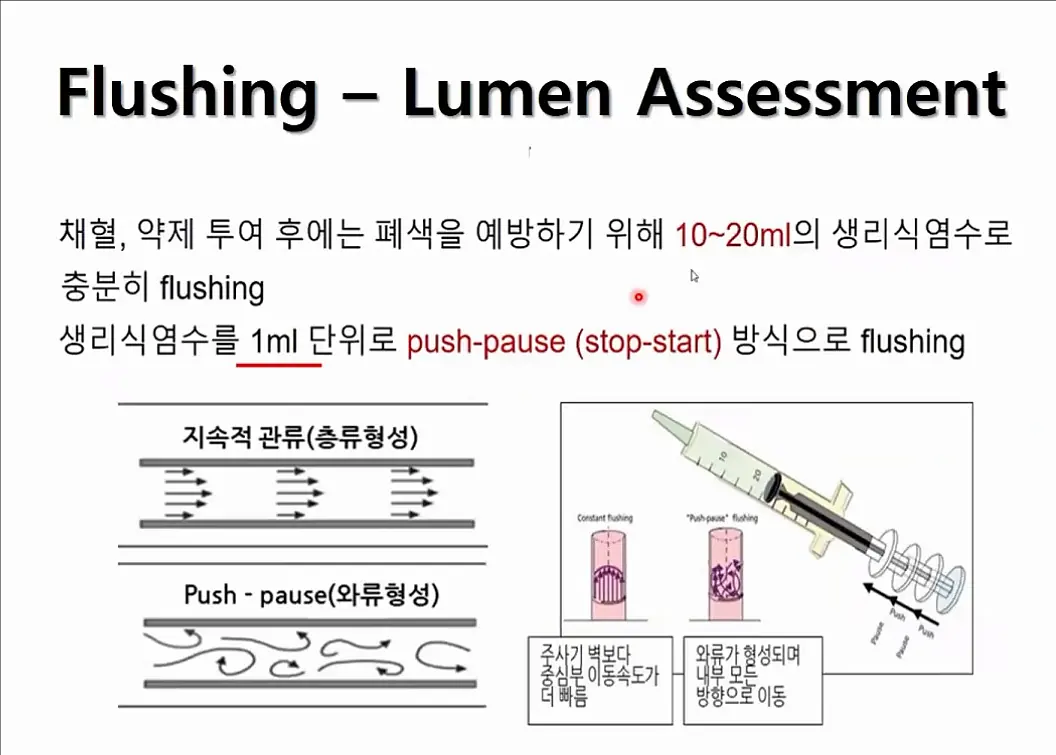 Flushing – Lumen Assessment
채혈, 약제 투여 후에는 폐색을 예방하기 위해 10~20ml의 생리식염수로
충분히 flushing
생리식염수를 1ml 단위로 push-pause (stop-start) 방식으로 flushing
지속적 관류(층류형성)
Push - pause(와류형성)
10
20
Constant flushing
"Push-pause" flushing
Push
Push
Pause
Pause
주사기 벽보다
중심부 이동속도가
더 빠름
와류가 형성되며
내부 모든
방향으로 이동